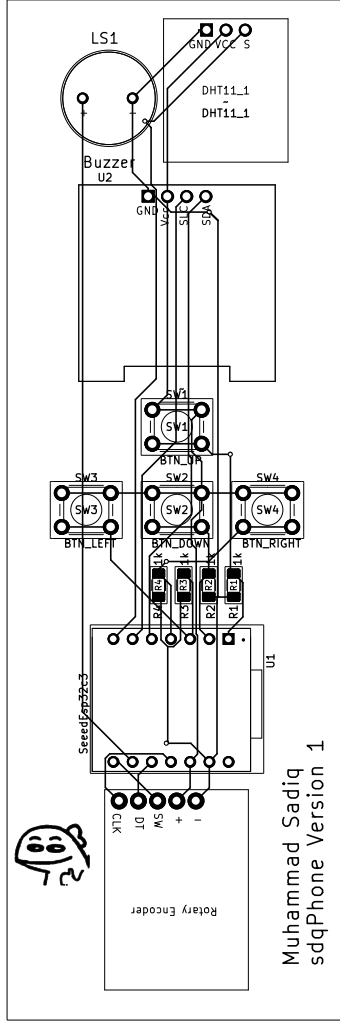 LS1
GND VCC S
DHT11_1
~
DHT11_1
+
-
Buzzer
U2
GND
Vcc
SLC
SDA
SW1
SW1
BTN_UP
SW3
SW2
SW4
SW3
SW2
SW4
BTN_LEFT
BTN_DOWN
BTN_RIGHT
1k
1k
1k
R4
R3
R2
R1
R4
R3
R2
R1
U1
SeeedEsp32c3
CLK
DT
SW
+
-
Rotary Encoder
Muhammad Sadiq
sdqPhone Version 1